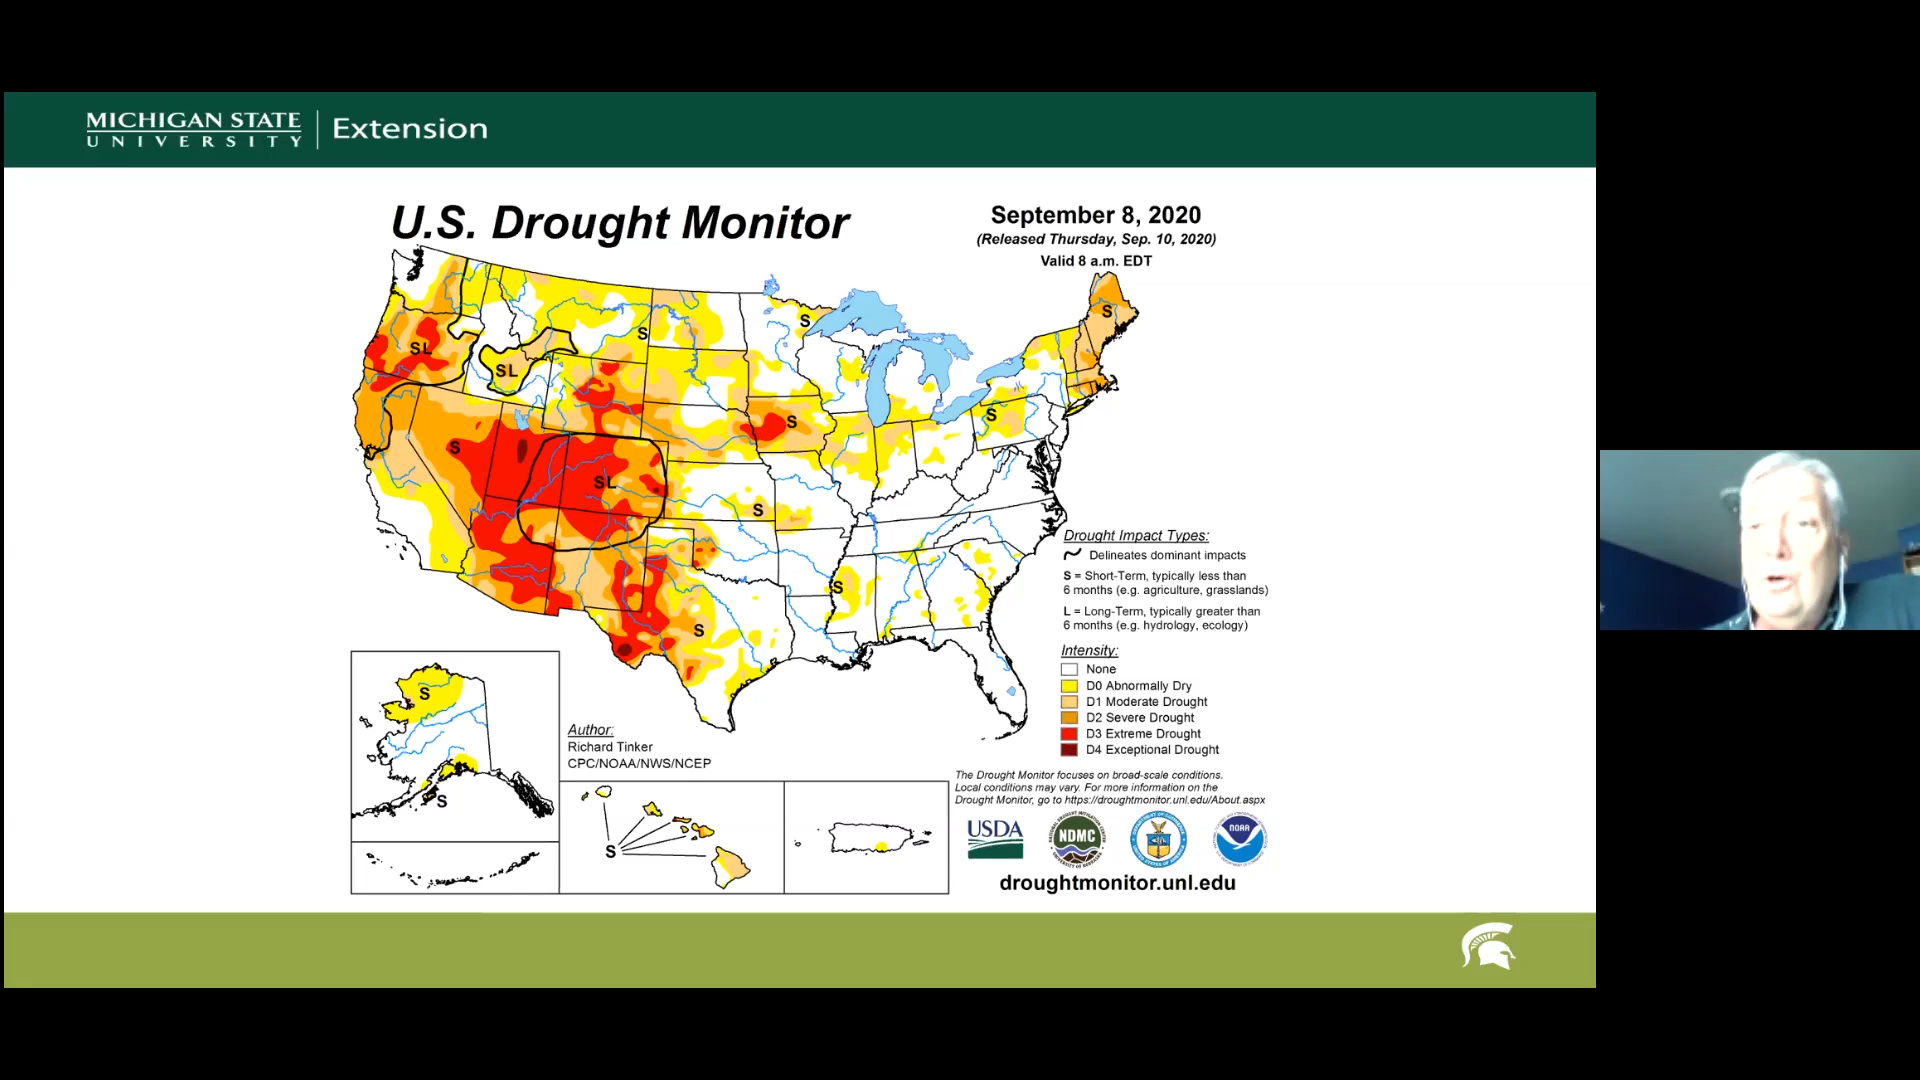 MICHIGAN STATE
UNIVERSITY
Extension
U.S. Drought Monitor
September 8, 2020
(Released Thursday, Sep. 10, 2020)
Valid 8 a.m. EDT
S
S
S
SL
SL
S
S
S
SL
S
S
S
S
S
S
Drought Impact Types:
Delineates dominant impacts
S = Short-Term, typically less than
6 months (e.g. agriculture, grasslands)
L = Long-Term, typically greater than
6 months (e.g. hydrology, ecology)
Intensity:
None
D0 Abnormally Dry
D1 Moderate Drought
D2 Severe Drought
D3 Extreme Drought
D4 Exceptional Drought
Author:
Richard Tinker
CPC/NOAA/NWS/NCEP
S
The Drought Monitor focuses on broad-scale conditions.
Local conditions may vary. For more information on the
Drought Monitor, go to https://droughtmonitor.unl.edu/About.aspx
USDA
NDMC
NOAA
droughtmonitor.unl.edu